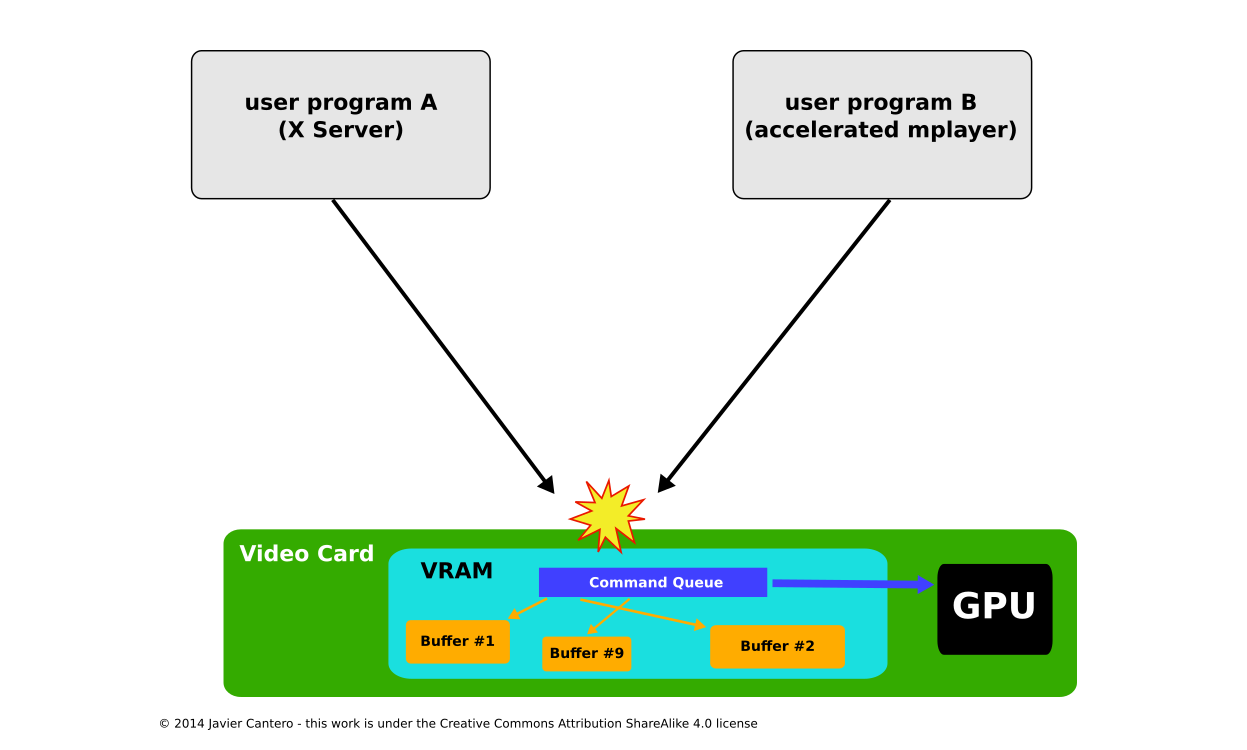 user program A
(X Server)
user program B
(accelerated mplayer)
Video Card
VRAM
Command Queue
GPU
Buffer #1
Buffer #9
Buffer #2
© 2014 Javier Cantero - this work is under the Creative Commons Attribution ShareAlike 4.0 license